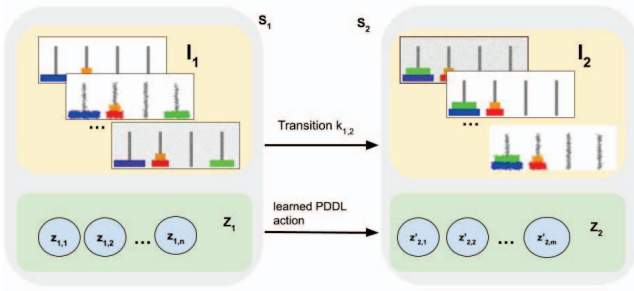 S1
S2
I1
I2
...
...
Transition k1,2
learned PDDL
action
Z1
Z2
z1,1 z1,2 ... z1,n
z'2,1 z'2,2 ... z'2,m